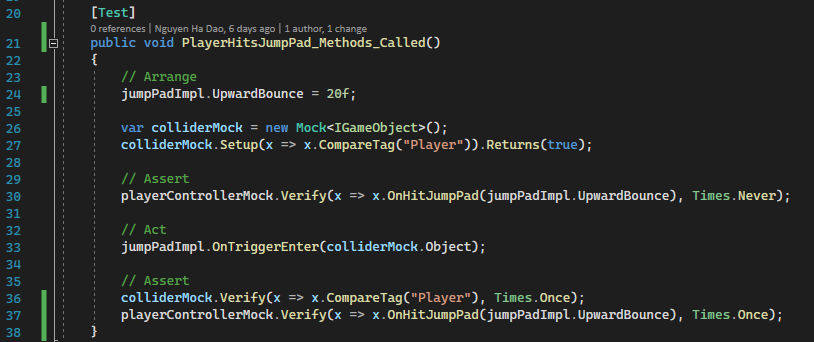 20 [Test]
0 references | Nguyen Ha Dao, 6 days ago | 1 author, 1 change
21 public void PlayerHitsJumpPad_Methods_Called()
22 {
23 // Arrange
24 jumpPadImpl.UpwardBounce = 20f;
25
26 var colliderMock = new Mock<IGameObject>();
27 colliderMock.Setup(x => x.CompareTag("Player")).Returns(true);
28
29 // Assert
30 playerControllerMock.Verify(x => x.OnHitJumpPad(jumpPadImpl.UpwardBounce), Times.Never);
31
32 // Act
33 jumpPadImpl.OnTriggerEnter(colliderMock.Object);
34
35 // Assert
36 colliderMock.Verify(x => x.CompareTag("Player"), Times.Once);
37 playerControllerMock.Verify(x => x.OnHitJumpPad(jumpPadImpl.UpwardBounce), Times.Once);
38 }